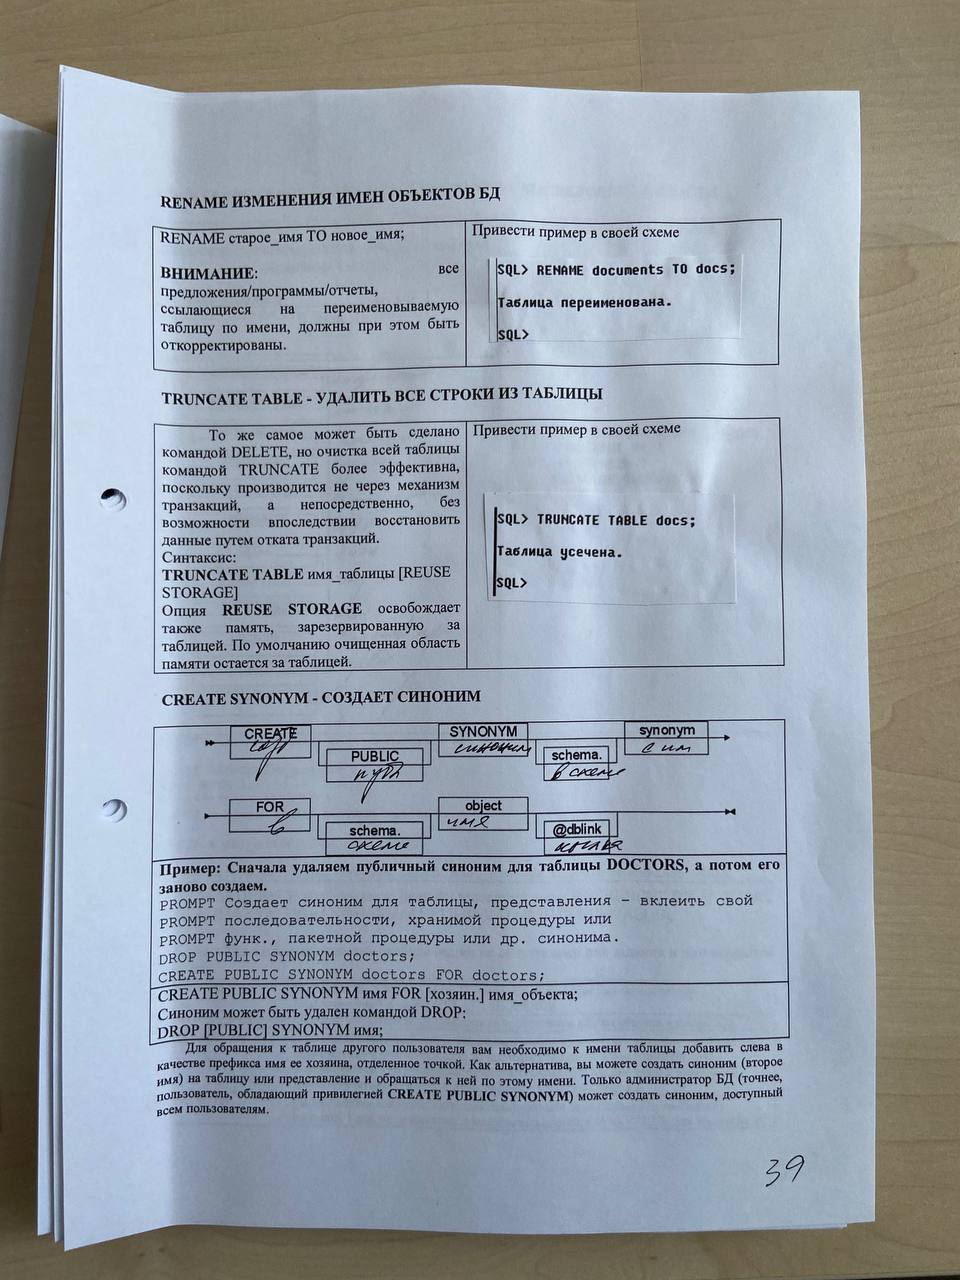 RENAME ИЗМЕНЕНИЯ ИМЕН ОБЪЕКТОВ БД
RENAME старое_имя TO новое_имя;
ВНИМАНИЕ: все
предложения/программы/отчеты,
ссылающиеся на переименовываемую
таблицу по имени, должны при этом быть
откорректированы.
Привести пример в своей схеме
SQL> RENAME documents TO docs;
Таблица переименована.
SQL>
TRUNCATE TABLE - УДАЛИТЬ ВСЕ СТРОКИ ИЗ ТАБЛИЦЫ
То же самое может быть сделано
командой DELETE, но очистка всей таблицы
командой TRUNCATE более эффективна,
поскольку производится не через механизм
транзакций, а непосредственно, без
возможности впоследствии восстановить
данные путем отката транзакций.
Синтаксис:
TRUNCATE TABLE имя_таблицы [REUSE
STORAGE]
Опция REUSE STORAGE освобождает
также память, зарезервированную за
таблицей. По умолчанию очищенная область
памяти остается за таблицей.
Привести пример в своей схеме
SQL> TRUNCATE TABLE docs;
Таблица усечена.
SQL>
CREATE SYNONYM - СОЗДАЕТ СИНОНИМ
CREATE SYNONYM synonym
PUBLIC schema.
синоним
в схеме
FOR object
имя
schema. @dblink
схеме
Пример: Сначала удаляем публичный синоним для таблицы DOCTORS, а потом его
заново создаем.
PROMPT Создает синоним для таблицы, представления – вклеить свой
PROMPT последовательности, хранимой процедуры или
PROMPT функ., пакетной процедуры или др. синонима.
DROP PUBLIC SYNONYM doctors;
CREATE PUBLIC SYNONYM doctors FOR doctors;
CREATE PUBLIC SYNONYM имя FOR [хозяин.] имя_объекта;
Синоним может быть удален командой DROP:
DROP [PUBLIC] SYNONYM имя;
Для обращения к таблице другого пользователя вам необходимо к имени таблицы добавить слева в
качестве префикса имя ее хозяина, отделенное точкой. Как альтернатива, вы можете создать синоним (второе
имя) на таблицу или представление и обращаться к ней по этому имени. Только администратор БД (точнее,
пользователь, обладающий привилегией CREATE PUBLIC SYNONYM) может создать синоним, доступный
всем пользователям.
39